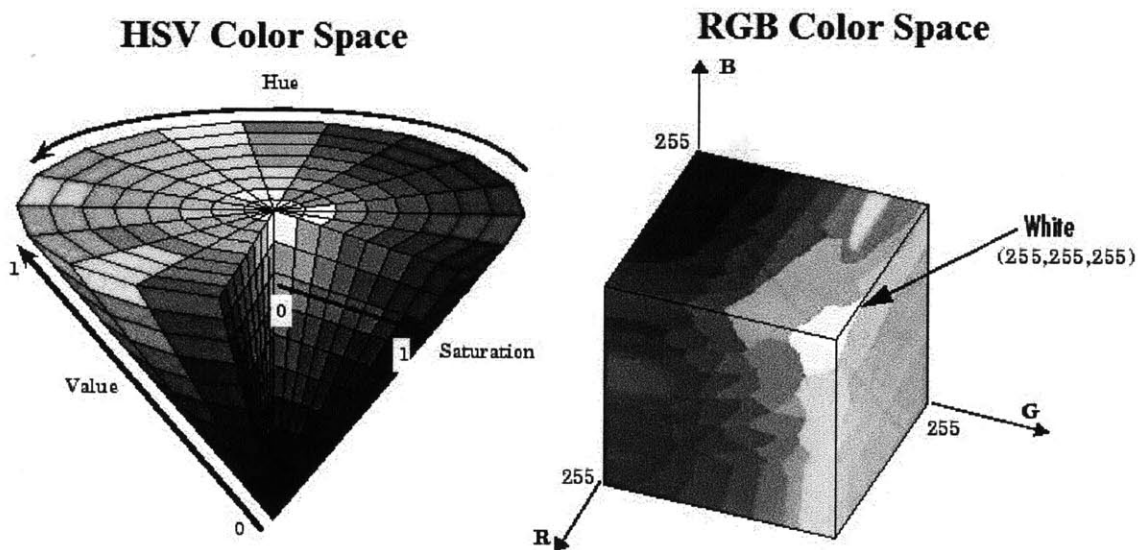 HSV Color Space
Hue
1
0
1
Saturation
Value
0
RGB Color Space
B
255
White
(255,255,255)
G
255
255
R